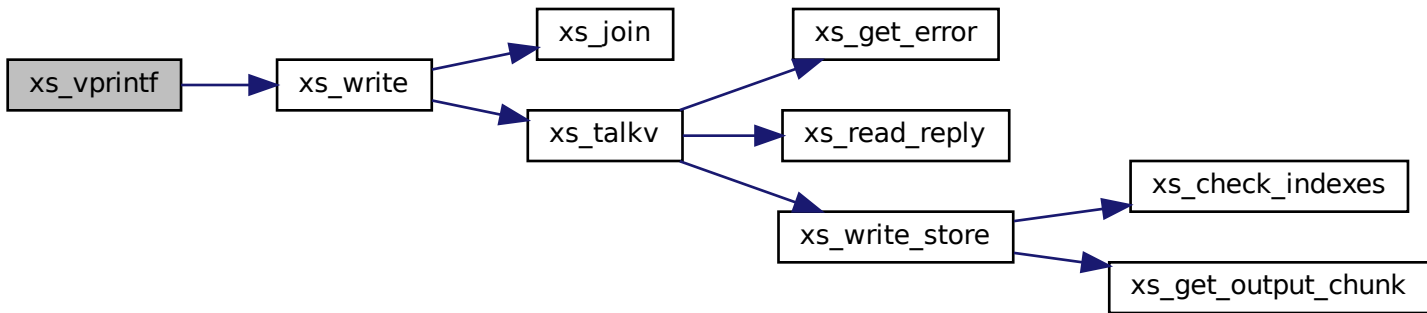 xs_vprintf
xs_write
xs_join
xs_talkv
xs_get_error
xs_read_reply
xs_write_store
xs_check_indexes
xs_get_output_chunk